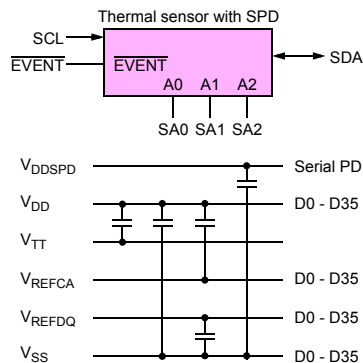 Thermal sensor with SPD
SCL
EVENT
EVENT
SDA
A0 A1 A2
SA0 SA1 SA2
VDDSPD Serial PD
VDD D0 - D35
VTT
VREFCA D0 - D35
VREFDQ D0 - D35
VSS D0 - D35